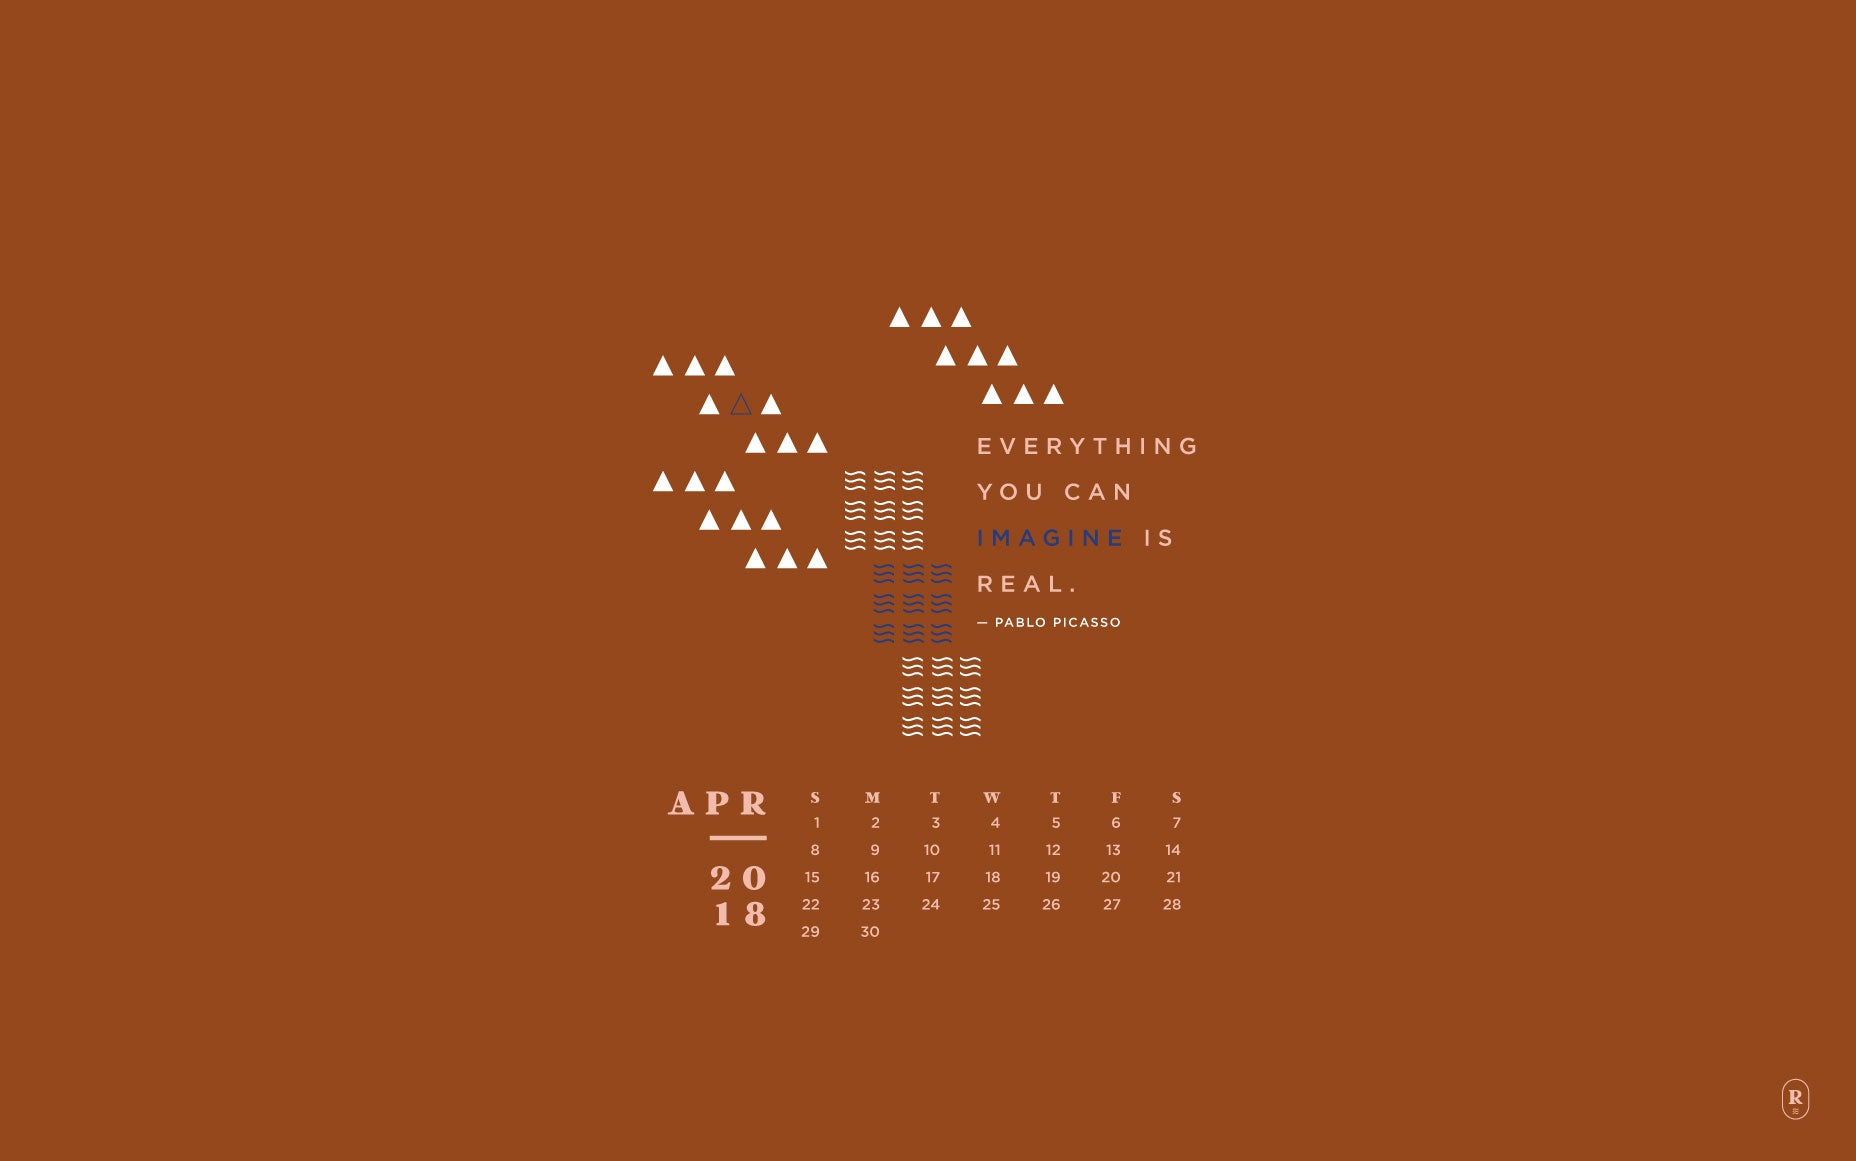 EVERYTHING
YOU CAN
IMAGINE IS
REAL.
— PABLO PICASSO
APR
20
18
S M T W T F S
1 2 3 4 5 6 7
8 9 10 11 12 13 14
15 16 17 18 19 20 21
22 23 24 25 26 27 28
29 30
R